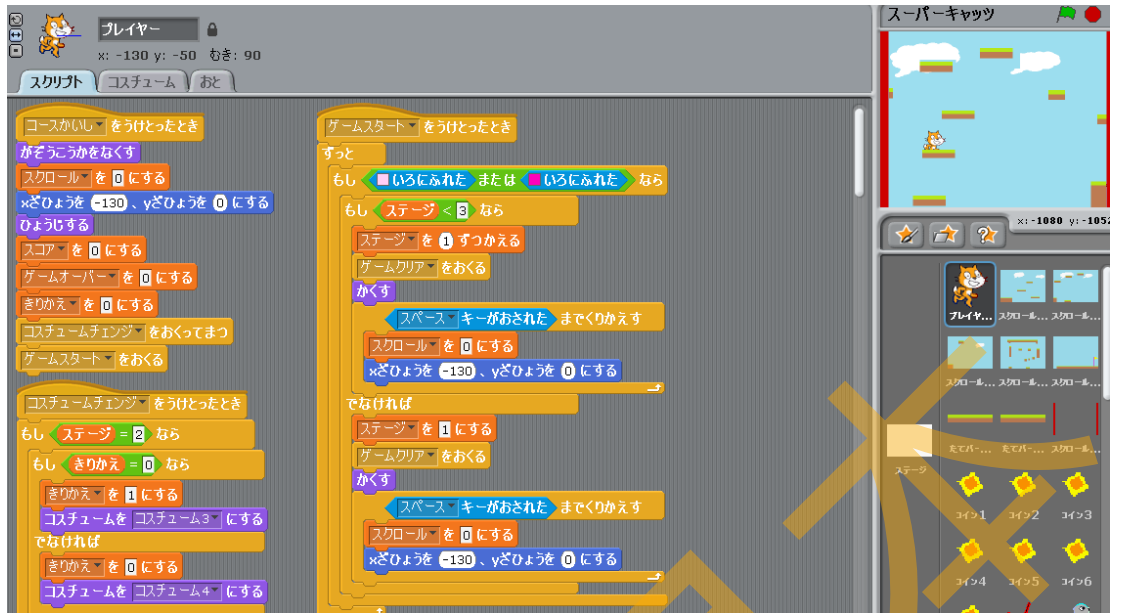 プレイヤー
x: -130 y: -50 むき: 90
スクリプト コスチューム おと
コースかいし をうけとったとき
がぞうこうかをなくす
スクロール を 0 にする
xざひょうを -130 、yざひょうを 0 にする
ひょうじする
スコア を 0 にする
ゲームオーバー を 0 にする
きりかえ を 0 にする
コスチュームチェンジ をおくってまつ
ゲームスタート をおくる
コスチュームチェンジ をうけとったとき
もし ステージ = 2 なら
もし きりかえ = 0 なら
きりかえ を 1 にする
コスチュームを コスチューム3 にする
でなければ
きりかえ を 0 にする
コスチュームを コスチューム4 にする
ゲームスタート をうけとったとき
ずっと
もし いろにふれた または いろにふれた なら
もし ステージ < 3 なら
ステージ を 1 ずつかえる
ゲームクリア をおくる
かくす
スペース キーがおされた までくりかえす
スクロール を 0 にする
xざひょうを -130 、yざひょうを 0 にする
でなければ
ステージ を 1 にする
ゲームクリア をおくる
かくす
スペース キーがおされた までくりかえす
スクロール を 0 にする
xざひょうを -130 、yざひょうを 0 にする
スーパーキャッツ
x: -1080 y: -1052
プレイヤ... スクロール... スクロール...
スクロール... スクロール... スクロール...
たてバー... たてバー... スクロール...
ステージ
コイン1 コイン2 コイン3
コイン4 コイン5 コイン6